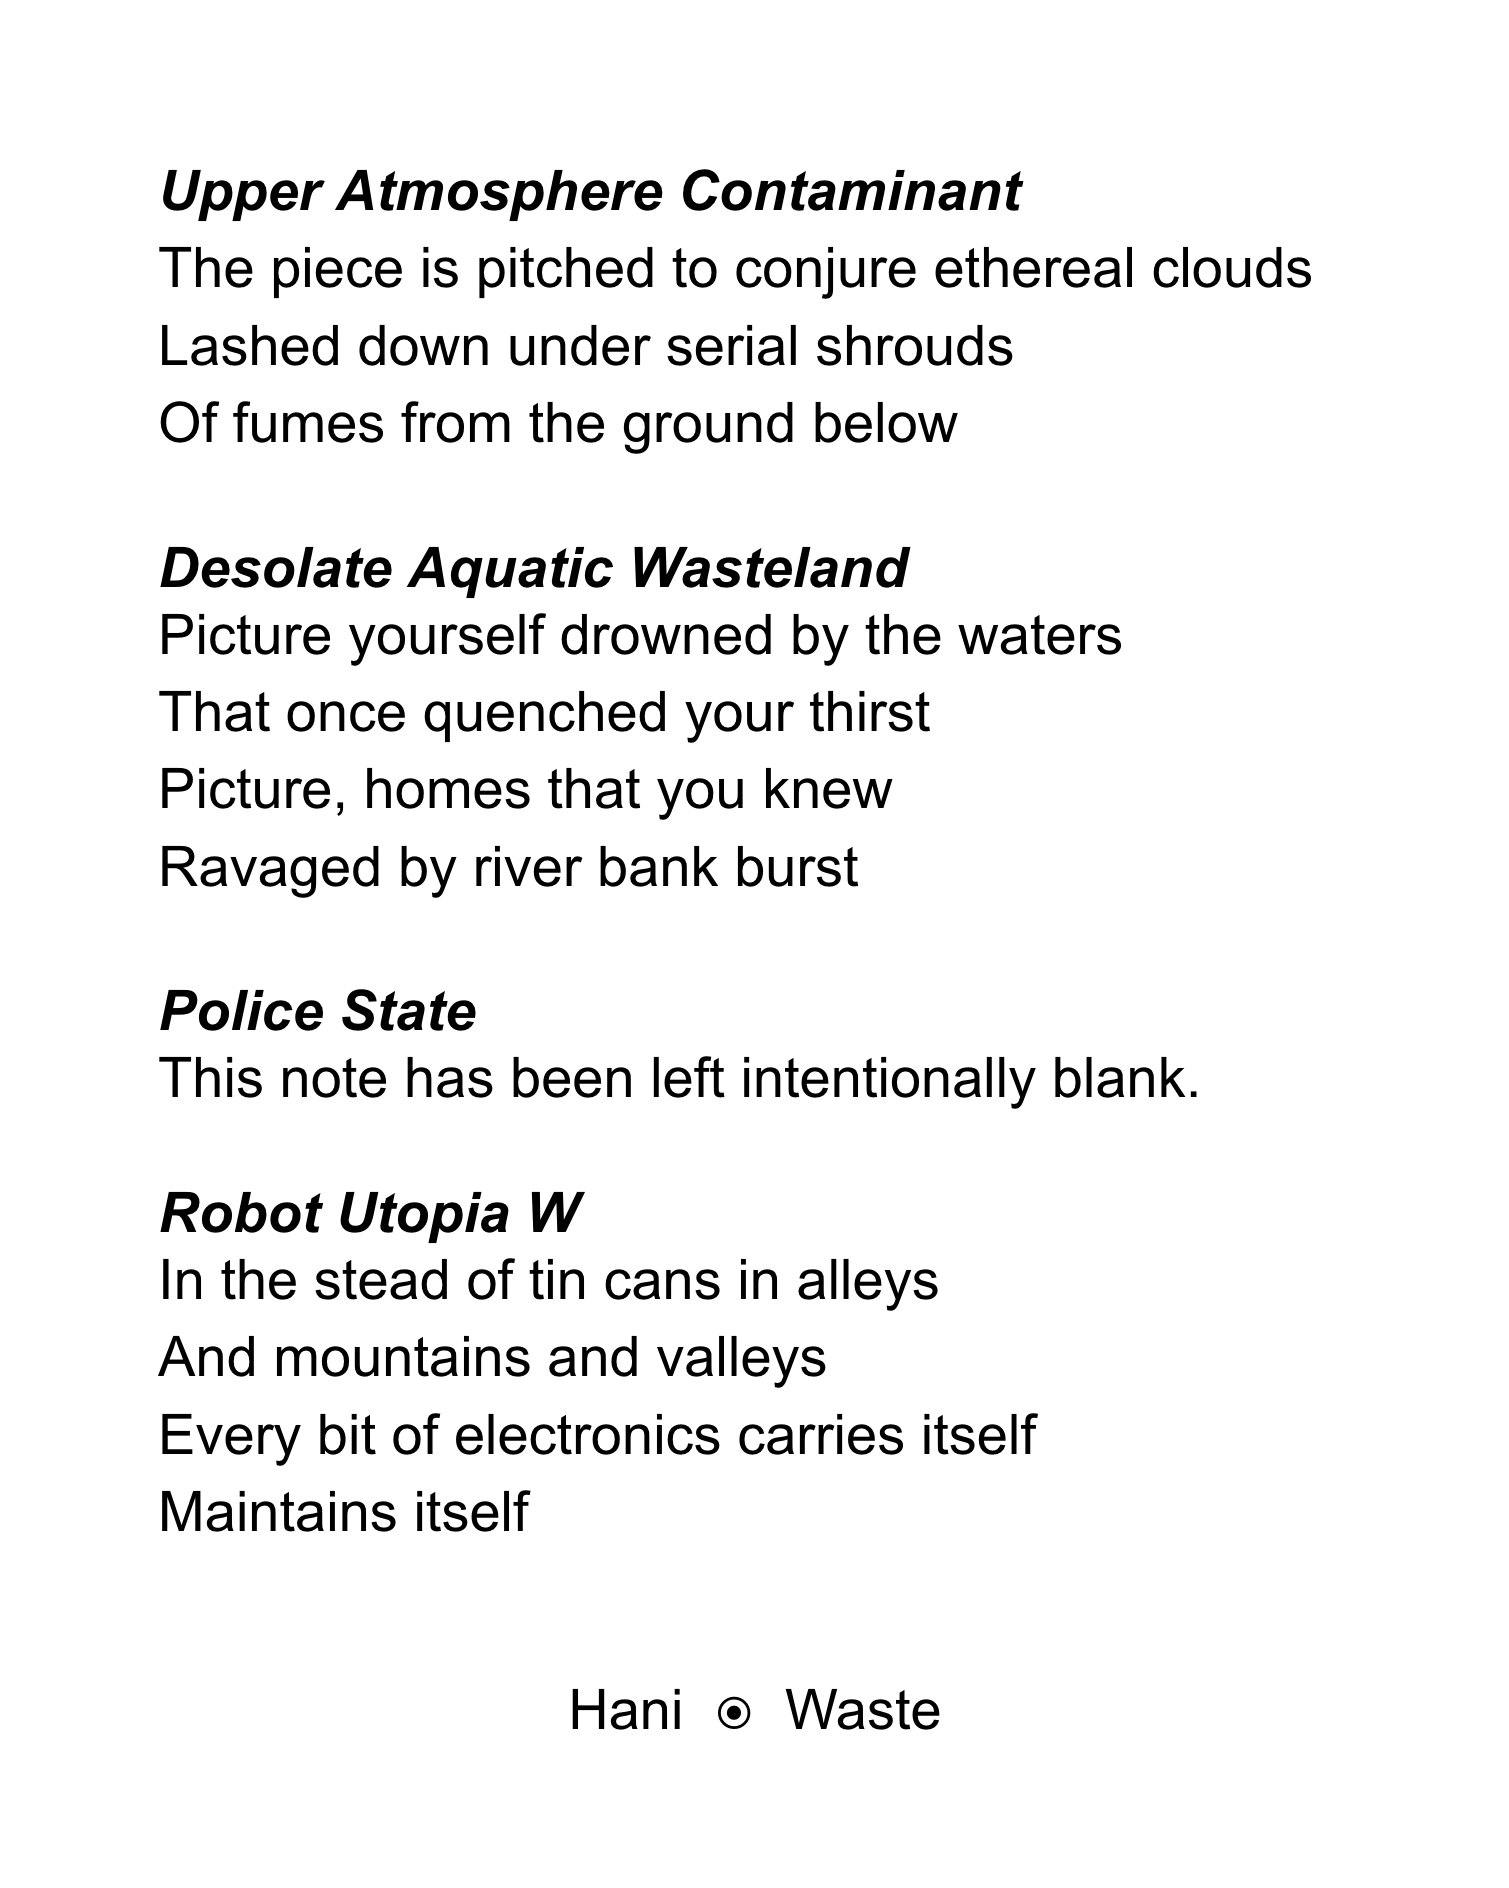 Upper Atmosphere Contaminant
The piece is pitched to conjure ethereal clouds
Lashed down under serial shrouds
Of fumes from the ground below
Desolate Aquatic Wasteland
Picture yourself drowned by the waters
That once quenched your thirst
Picture, homes that you knew
Ravaged by river bank burst
Police State
This note has been left intentionally blank.
Robot Utopia W
In the stead of tin cans in alleys
And mountains and valleys
Every bit of electronics carries itself
Maintains itself
Hani ⦿ Waste